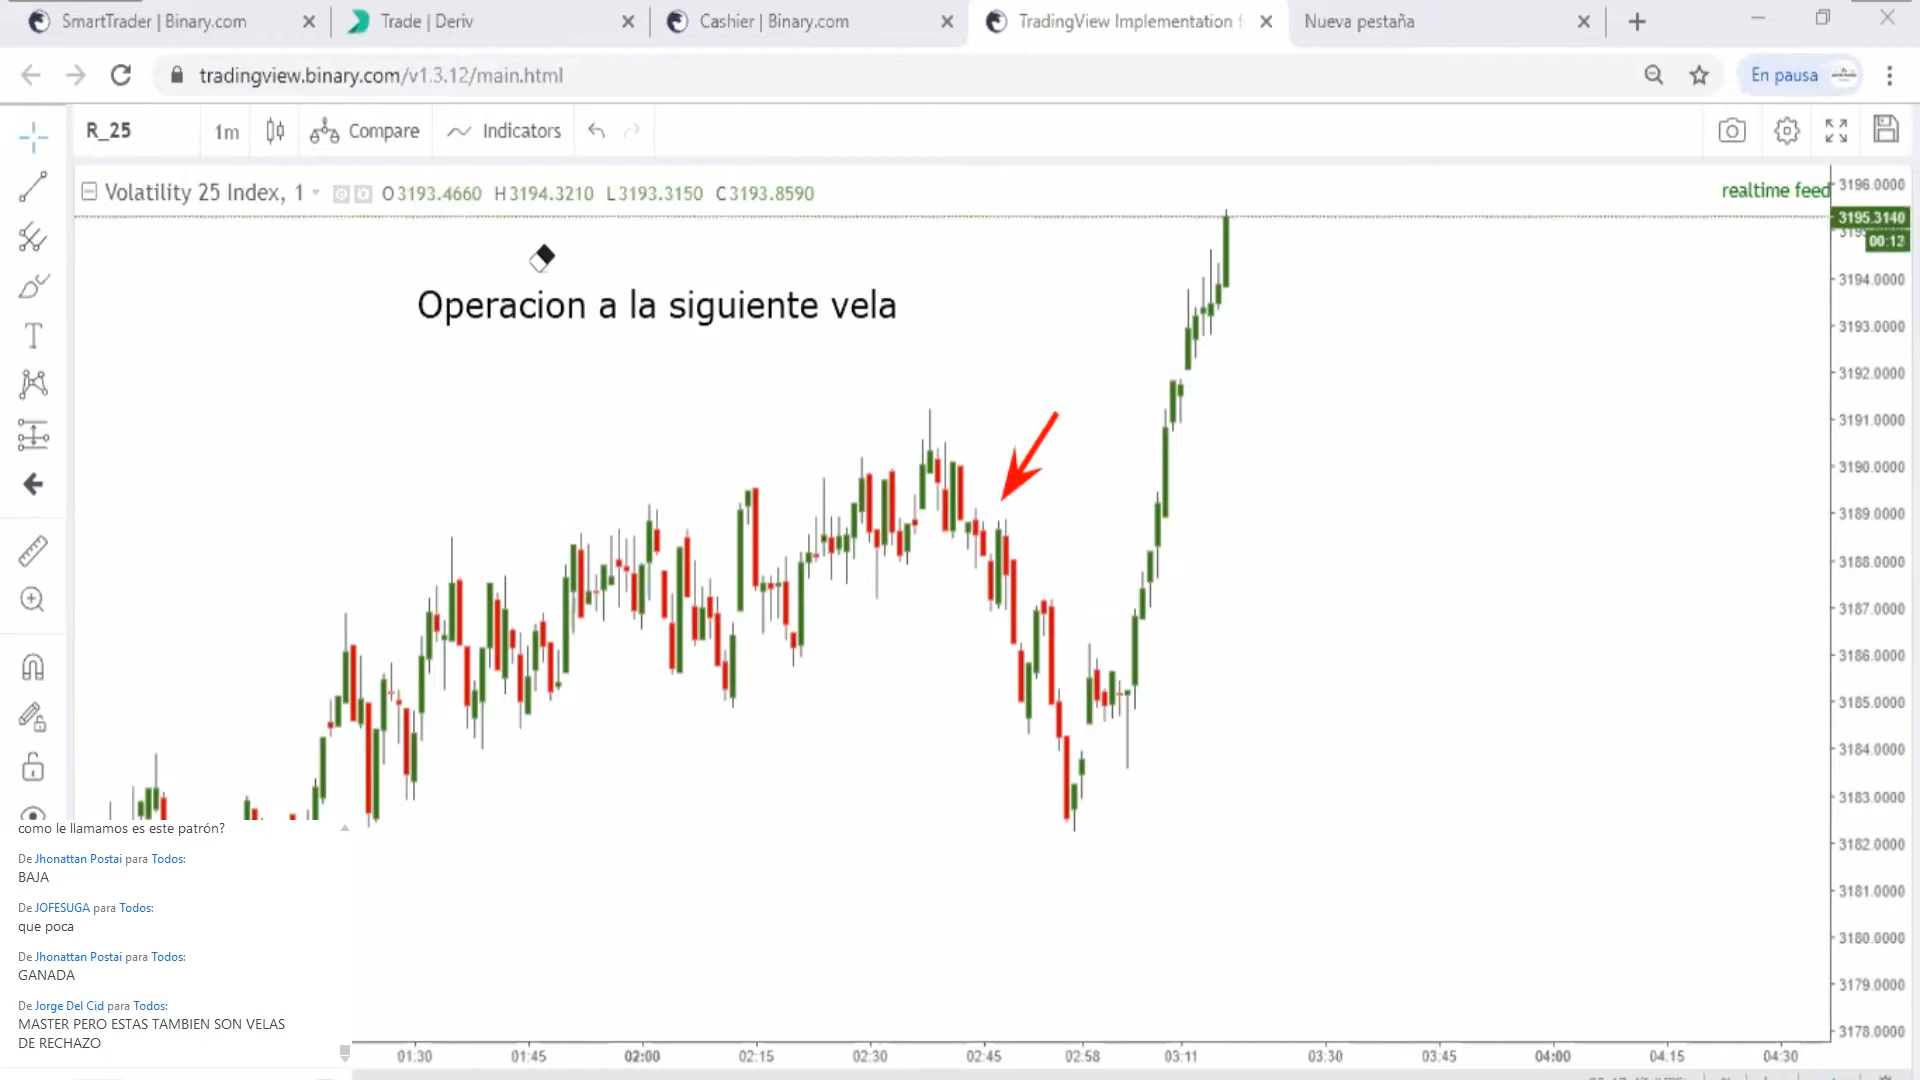 SmartTrader | Binary.com
Trade | Deriv
Cashier | Binary.com
TradingView Implementation f
Nueva pestaña
tradingview.binary.com/v1.3.12/main.html
En pausa
R_25
1m
Compare
Indicators
Volatility 25 Index, 1
O3193.4660 H3194.3210 L3193.3150 C3193.8590
realtime feed
3196.0000
3195.3140
00:12
3194.0000
3193.0000
3192.0000
3191.0000
3190.0000
3189.0000
3188.0000
3187.0000
3186.0000
3185.0000
3184.0000
3183.0000
3182.0000
3181.0000
3180.0000
3179.0000
3178.0000
Operacion a la siguiente vela
como le llamamos es este patrón?
De Jhonattan Postai para Todos:
BAJA
De JOFESUGA para Todos:
que poca
De Jhonattan Postai para Todos:
GANADA
De Jorge Del Cid para Todos:
MASTER PERO ESTAS TAMBIEN SON VELAS
DE RECHAZO
01:30 01:45 02:00 02:15 02:30 02:45 02:58 03:11 03:30 03:45 04:00 04:15 04:30